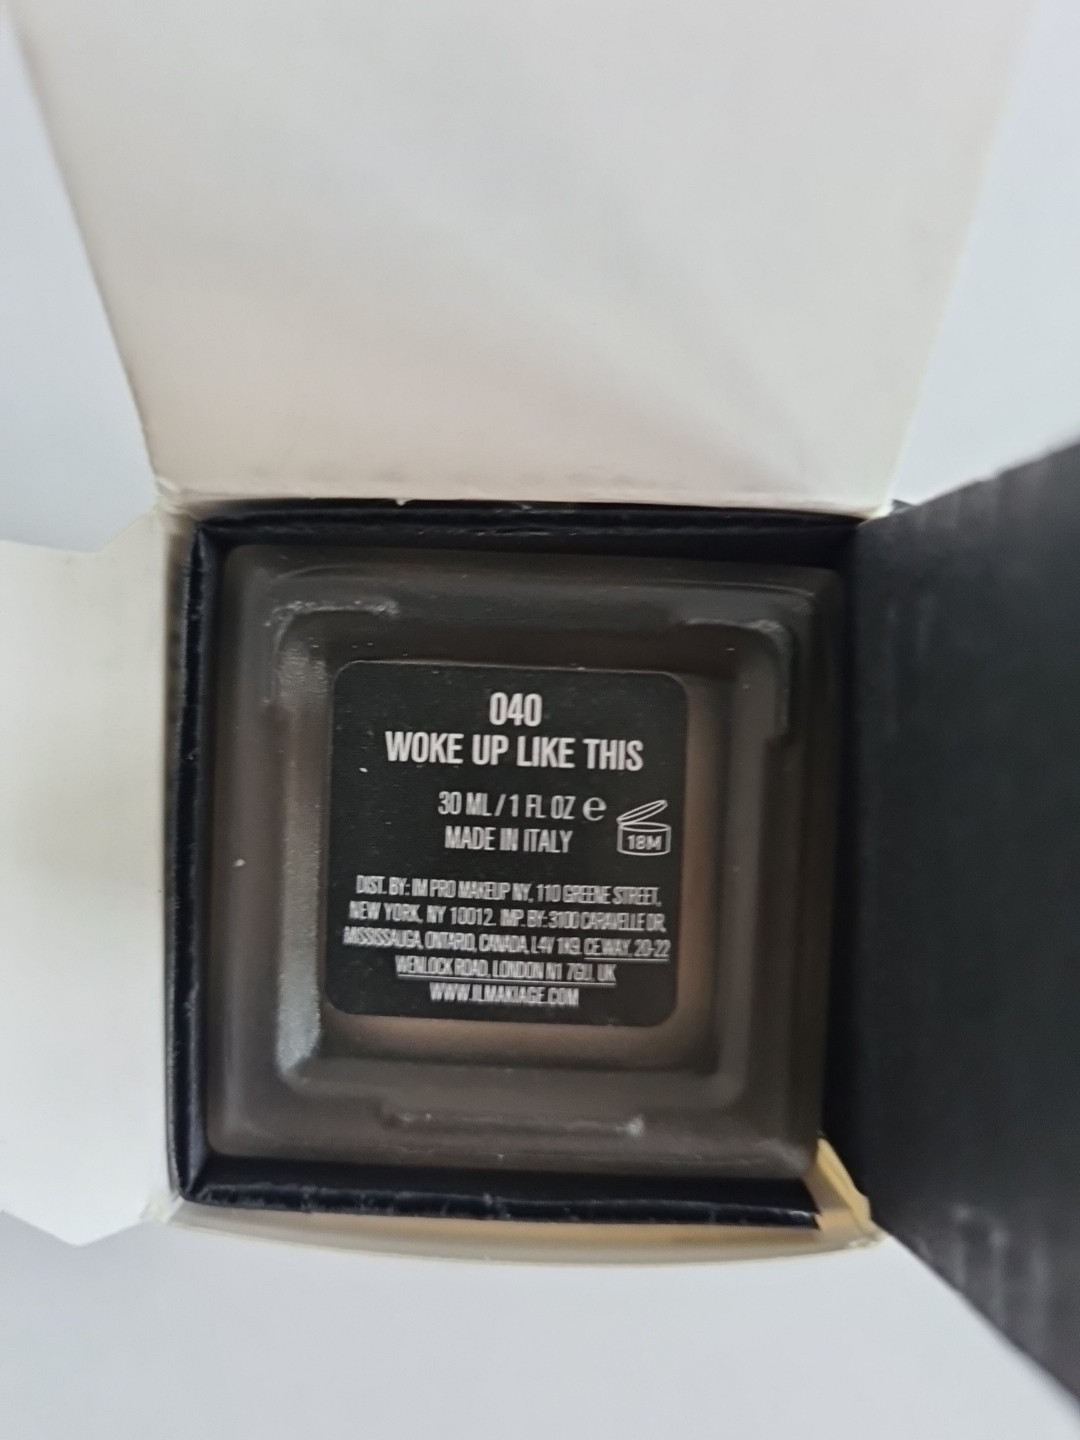 040
WOKE UP LIKE THIS
30 ML / 1 FL OZ e
MADE IN ITALY
18M
DIST. BY: IM PRO MAKEUP NY, 110 GREENE STREET,
NEW YORK, NY 10012. IMP. BY: 3100 CARAVELLE DR,
MISSISSAUGA, ONTARIO, CANADA, L4V 1K9. CE WAY, 20-22
WENLOCK ROAD, LONDON N1 7GU, UK
WWW.ILMAKIAGE.COM